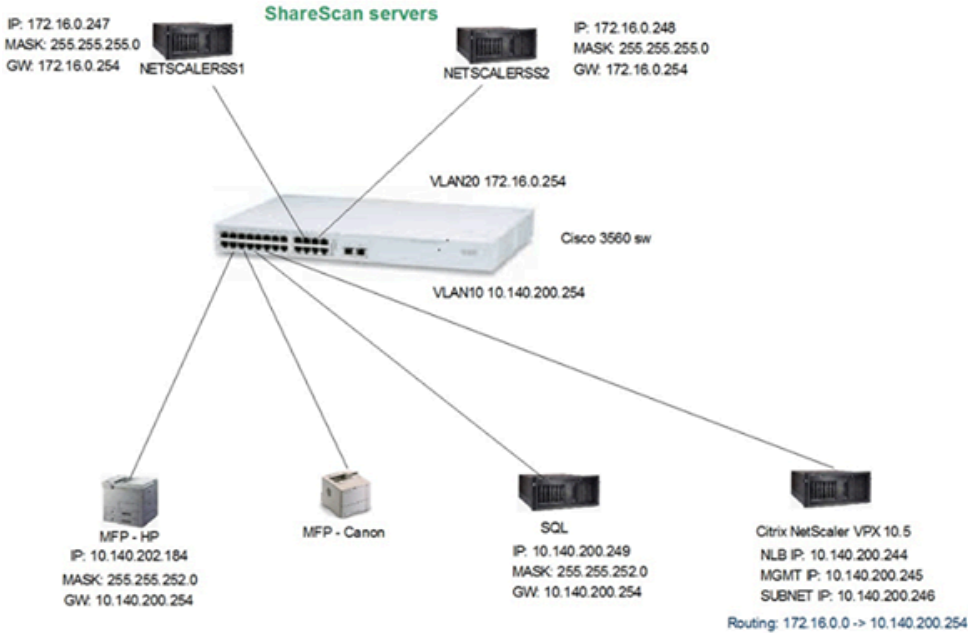 ShareScan servers
IP: 172.16.0.247
MASK: 255.255.255.0
GW: 172.16.0.254
NETSCALERSS1
IP: 172.16.0.248
MASK: 255.255.255.0
GW: 172.16.0.254
NETSCALERSS2
VLAN20 172.16.0.254
Cisco 3560 sw
VLAN10 10.140.200.254
MFP - HP
IP: 10.140.202.184
MASK: 255.255.252.0
GW: 10.140.200.254
MFP - Canon
SQL
IP: 10.140.200.249
MASK: 255.255.252.0
GW: 10.140.200.254
Citrix NetScaler VPX 10.5
NLB IP: 10.140.200.244
MGMT IP: 10.140.200.245
SUBNET IP: 10.140.200.246
Routing: 172.16.0.0 -> 10.140.200.254